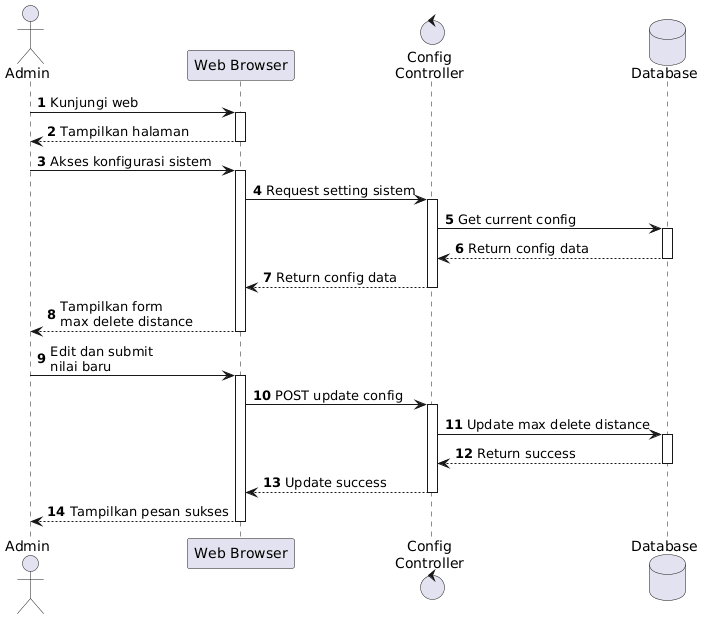 Admin
Web Browser
Config
Controller
Database
1 Kunjungi web
2 Tampilkan halaman
3 Akses konfigurasi sistem
4 Request setting sistem
5 Get current config
6 Return config data
7 Return config data
8 Tampilkan form
max delete distance
9 Edit dan submit
nilai baru
10 POST update config
11 Update max delete distance
12 Return success
13 Update success
14 Tampilkan pesan sukses
Admin
Web Browser
Config
Controller
Database